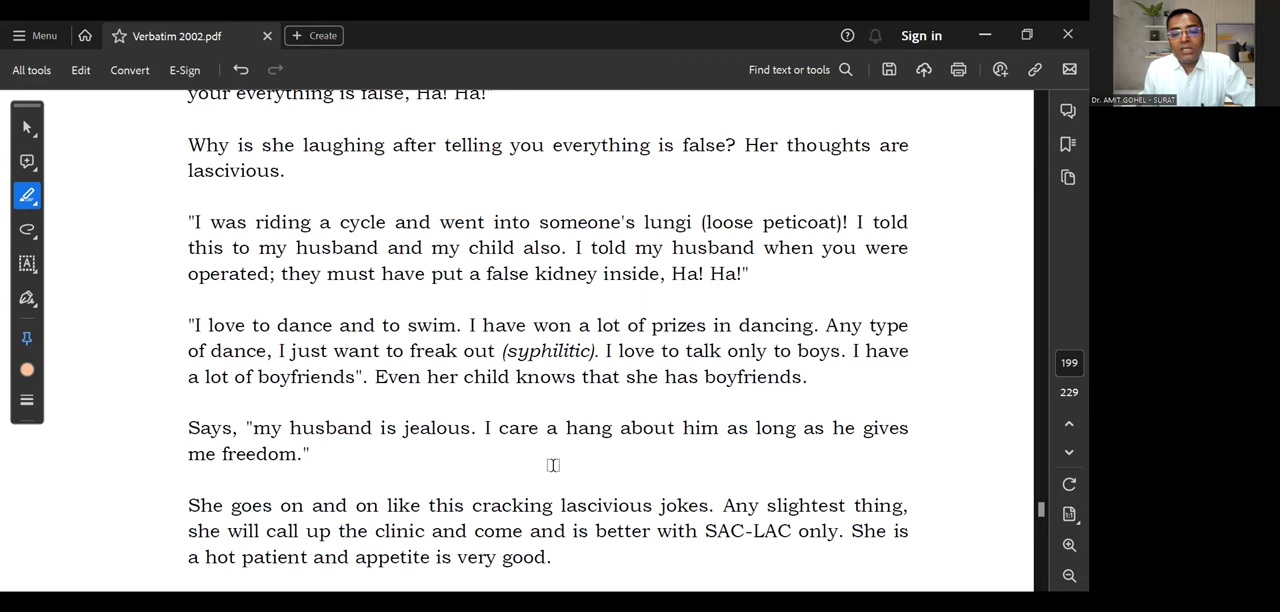 Menu
Verbatim 2002.pdf
Create
Sign in
All tools
Edit
Convert
E-Sign
Find text or tools
Dr. AMIT.GOHEL - SURAT
your everything is false, Ha! Ha!"
Why is she laughing after telling you everything is false? Her thoughts are
lascivious.
"I was riding a cycle and went into someone's lungi (loose peticoat)! I told
this to my husband and my child also. I told my husband when you were
operated; they must have put a false kidney inside, Ha! Ha!"
"I love to dance and to swim. I have won a lot of prizes in dancing. Any type
of dance, I just want to freak out (syphilitic). I love to talk only to boys. I have
a lot of boyfriends". Even her child knows that she has boyfriends.
Says, "my husband is jealous. I care a hang about him as long as he gives
me freedom."
She goes on and on like this cracking lascivious jokes. Any slightest thing,
she will call up the clinic and come and is better with SAC-LAC only. She is
a hot patient and appetite is very good.
199
229
1:1